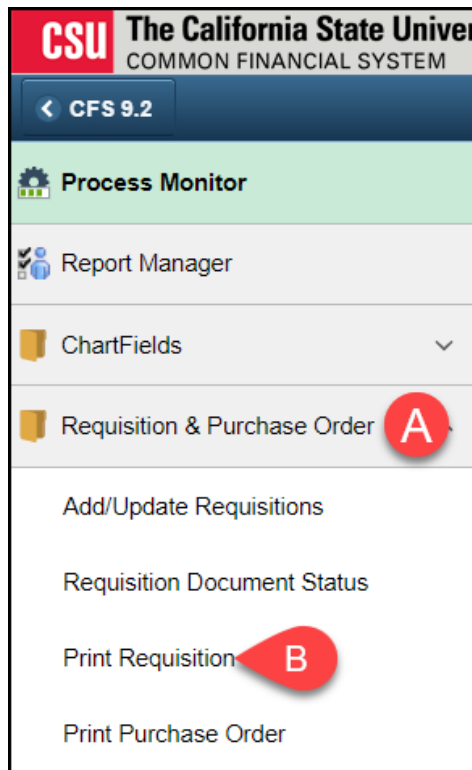 CSU
The California State Univer
COMMON FINANCIAL SYSTEM
CFS 9.2
Process Monitor
Report Manager
ChartFields
Requisition & Purchase Order A
Add/Update Requisitions
Requisition Document Status
Print Requisition B
Print Purchase Order